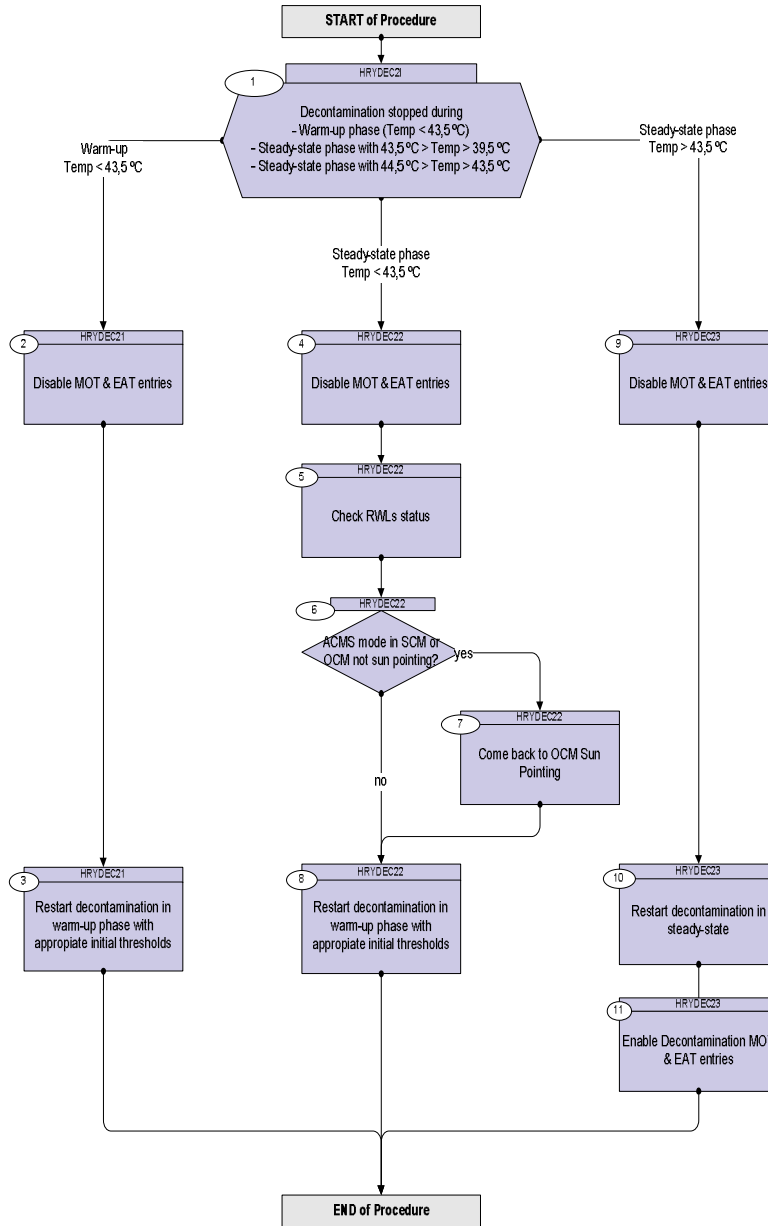 START of Procedure
HRYDEC21
1
Decontamination stopped during
- Warm-up phase (Temp < 43,5 ºC)
- Steady-state phase with 43,5 ºC > Temp > 39,5 ºC
- Steady-state phase with 44,5 ºC > Temp > 43,5 ºC
Warm-up
Temp < 43,5 ºC
Steady-state phase
Temp < 43,5 ºC
Steady-state phase
Temp > 43,5 ºC
HRYDEC21
2
Disable MOT & EAT entries
HRYDEC22
4
Disable MOT & EAT entries
HRYDEC23
9
Disable MOT & EAT entries
HRYDEC22
5
Check RWLs status
HRYDEC22
6
ACMS mode in SCM or
OCM not sun pointing?
yes
no
HRYDEC22
7
Come back to OCM Sun
Pointing
HRYDEC21
3
Restart decontamination in
warm-up phase with
appropiate initial thresholds
HRYDEC22
8
Restart decontamination in
warm-up phase with
appropiate initial thresholds
HRYDEC23
10
Restart decontamination in
steady-state
HRYDEC23
11
Enable Decontamination MOT
& EAT entries
END of Procedure